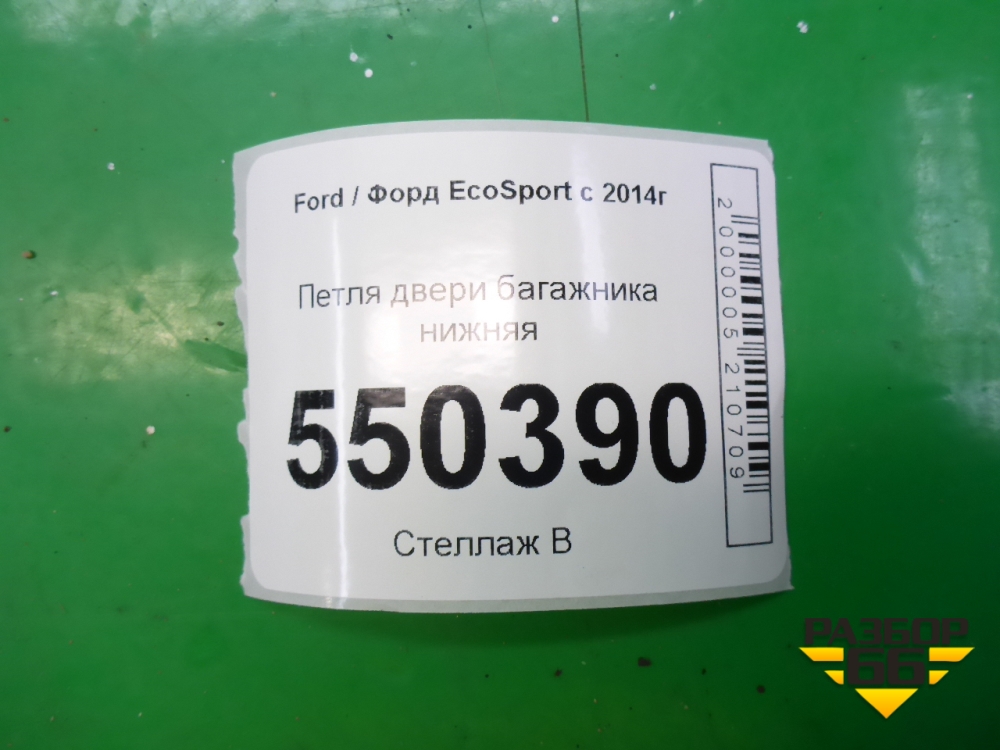 Ford / Форд EcoSport с 2014г
Петля двери багажника
нижняя
550390
Стеллаж В
2000005210709
РАЗБОР
66